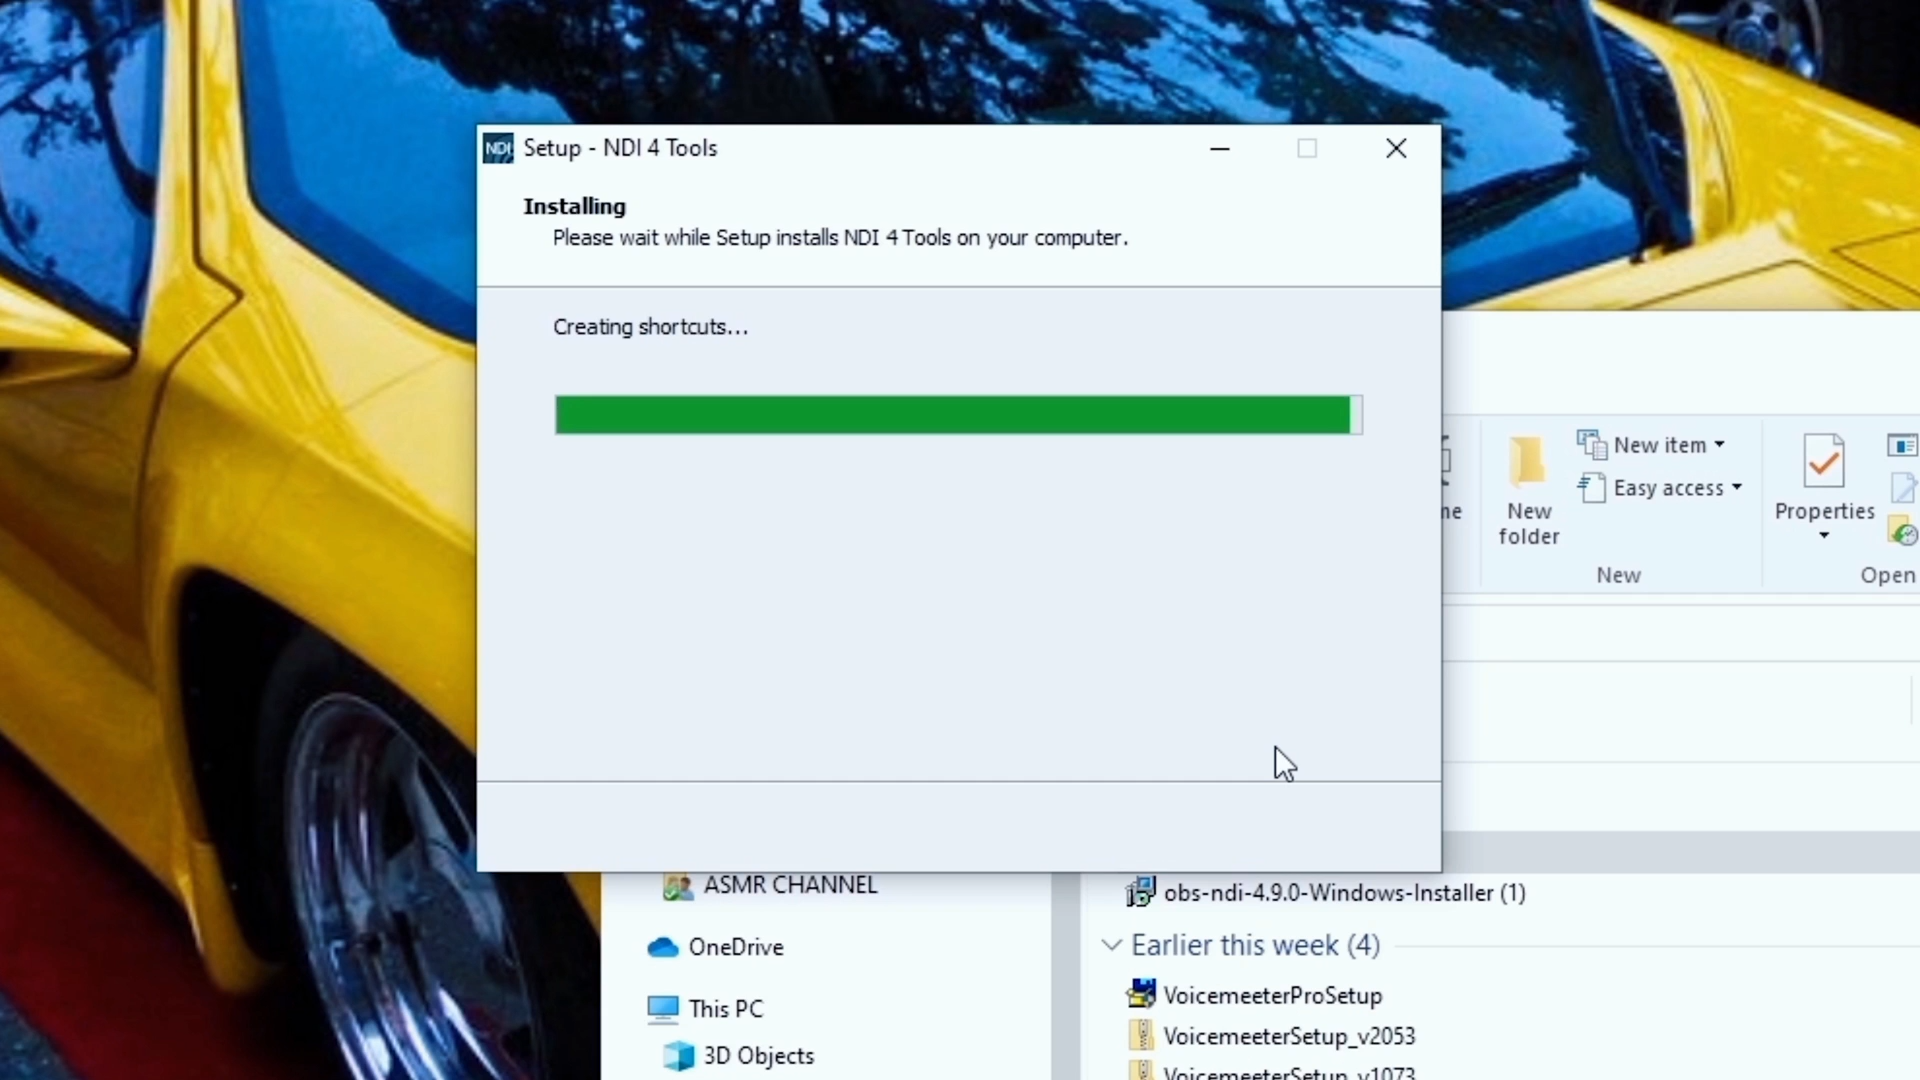 NDI
Setup - NDI 4 Tools
Installing
Please wait while Setup installs NDI 4 Tools on your computer.
Creating shortcuts...
New item
Easy access
New
folder
Properties
New
Open
ASMR CHANNEL
OneDrive
This PC
3D Objects
obs-ndi-4.9.0-Windows-Installer (1)
Earlier this week (4)
VoicemeeterProSetup
VoicemeeterSetup_v2053
VoicemeeterSetup_v1073